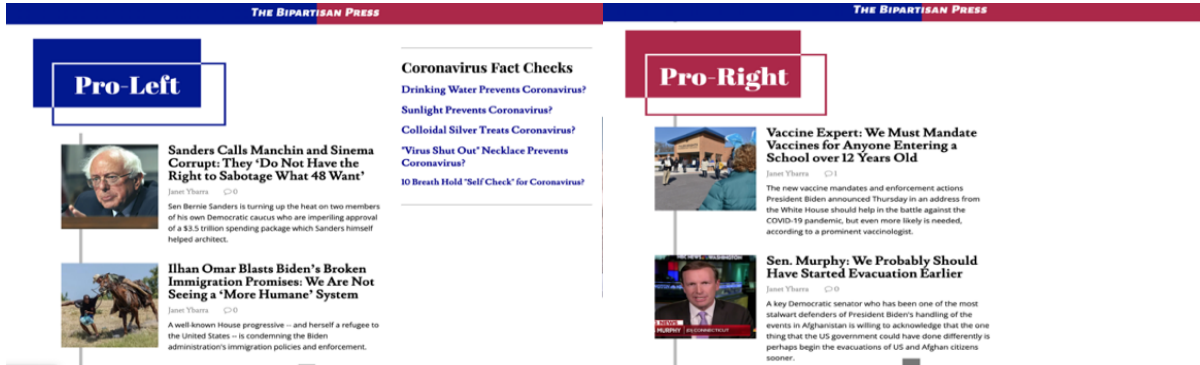 THE BIPARTISAN PRESS
Pro-Left
Sanders Calls Manchin and Sinema
Corrupt: They ‘Do Not Have the
Right to Sabotage What 48 Want’
Janet Ybarra 0
Sen Bernie Sanders is turning up the heat on two members
of his own Democratic caucus who are imperiling approval
of a $3.5 trillion spending package which Sanders himself
helped architect.
Ilhan Omar Blasts Biden’s Broken
Immigration Promises: We Are Not
Seeing a ‘More Humane’ System
Janet Ybarra 0
A well-known House progressive -- and herself a refugee to
the United States -- is condemning the Biden
administration's immigration policies and enforcement.
Coronavirus Fact Checks
Drinking Water Prevents Coronavirus?
Sunlight Prevents Coronavirus?
Colloidal Silver Treats Coronavirus?
"Virus Shut Out" Necklace Prevents
Coronavirus?
10 Breath Hold "Self Check" for Coronavirus?
THE BIPARTISAN PRESS
Pro-Right
Vaccine Expert: We Must Mandate
Vaccines for Anyone Entering a
School over 12 Years Old
Janet Ybarra 1
The new vaccine mandates and enforcement actions
President Biden announced Thursday in an address from
the White House should help in the battle against the
COVID-19 pandemic, but even more likely is needed,
according to a prominent vaccinologist.
Sen. Murphy: We Probably Should
Have Started Evacuation Earlier
Janet Ybarra 0
A key Democratic senator who has been one of the most
stalwart defenders of President Biden's handling of the
events in Afghanistan is willing to acknowledge that the one
thing that the US government could have done differently is
perhaps begin the evacuations of US and Afghan citizens
sooner.
NEWS
MURPHY